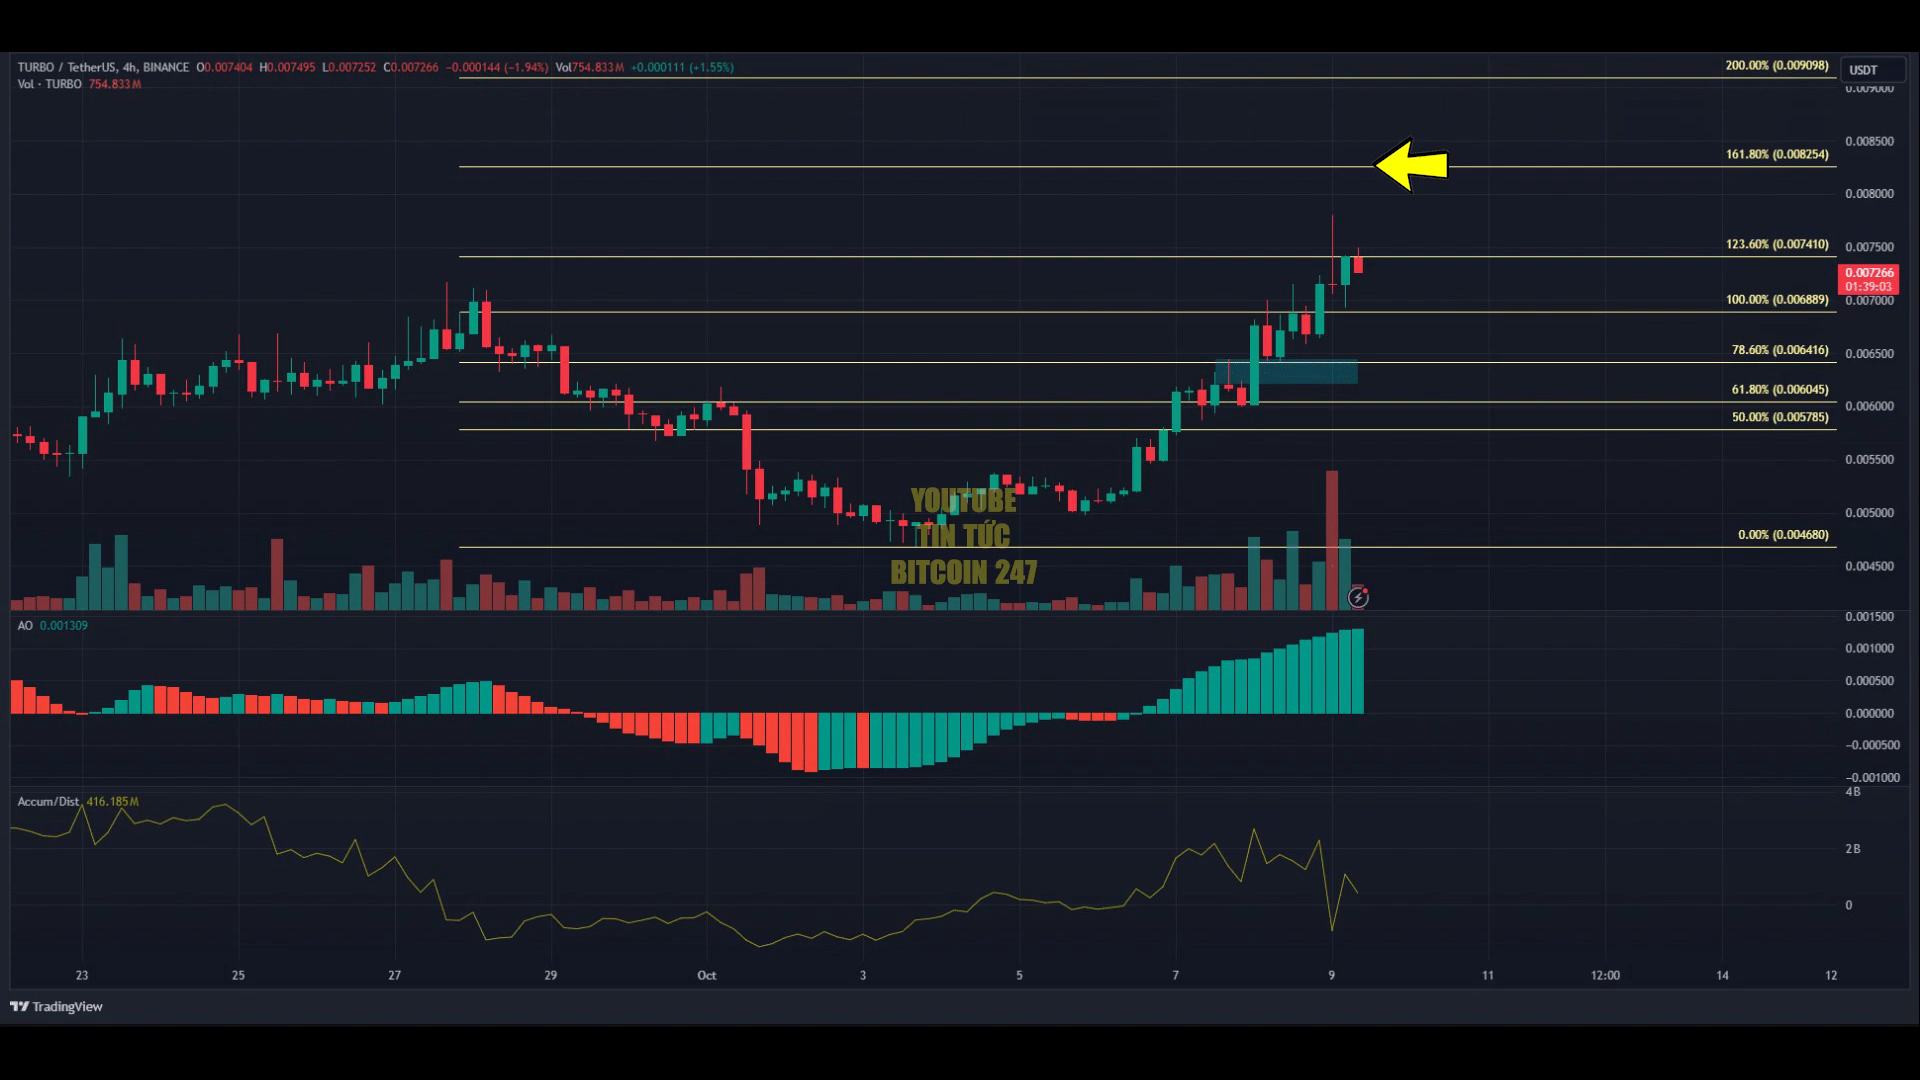 TURBO / TetherUS, 4h, BINANCE O0.007404 H0.007495 L0.007252 C0.007266 −0.000144 (−1.94%) Vol754.833M +0.000111 (+1.55%)
Vol · TURBO 754.833M
USDT
200.00% (0.009098)
0.009000
0.008500
161.80% (0.008254)
0.008000
123.60% (0.007410)
0.007500
0.007266
01:39:03
100.00% (0.006889)
0.007000
78.60% (0.006416)
0.006500
61.80% (0.006045)
0.006000
50.00% (0.005785)
0.005500
YOUTUBE
TIN TỨC
BITCOIN 247
0.005000
0.00% (0.004680)
0.004500
AO 0.001309
0.001500
0.001000
0.000500
0.000000
−0.000500
−0.001000
Accum/Dist 416.185M
4B
2B
0
23 25 27 29 Oct 3 5 7 9 11 12:00 14 12
TradingView